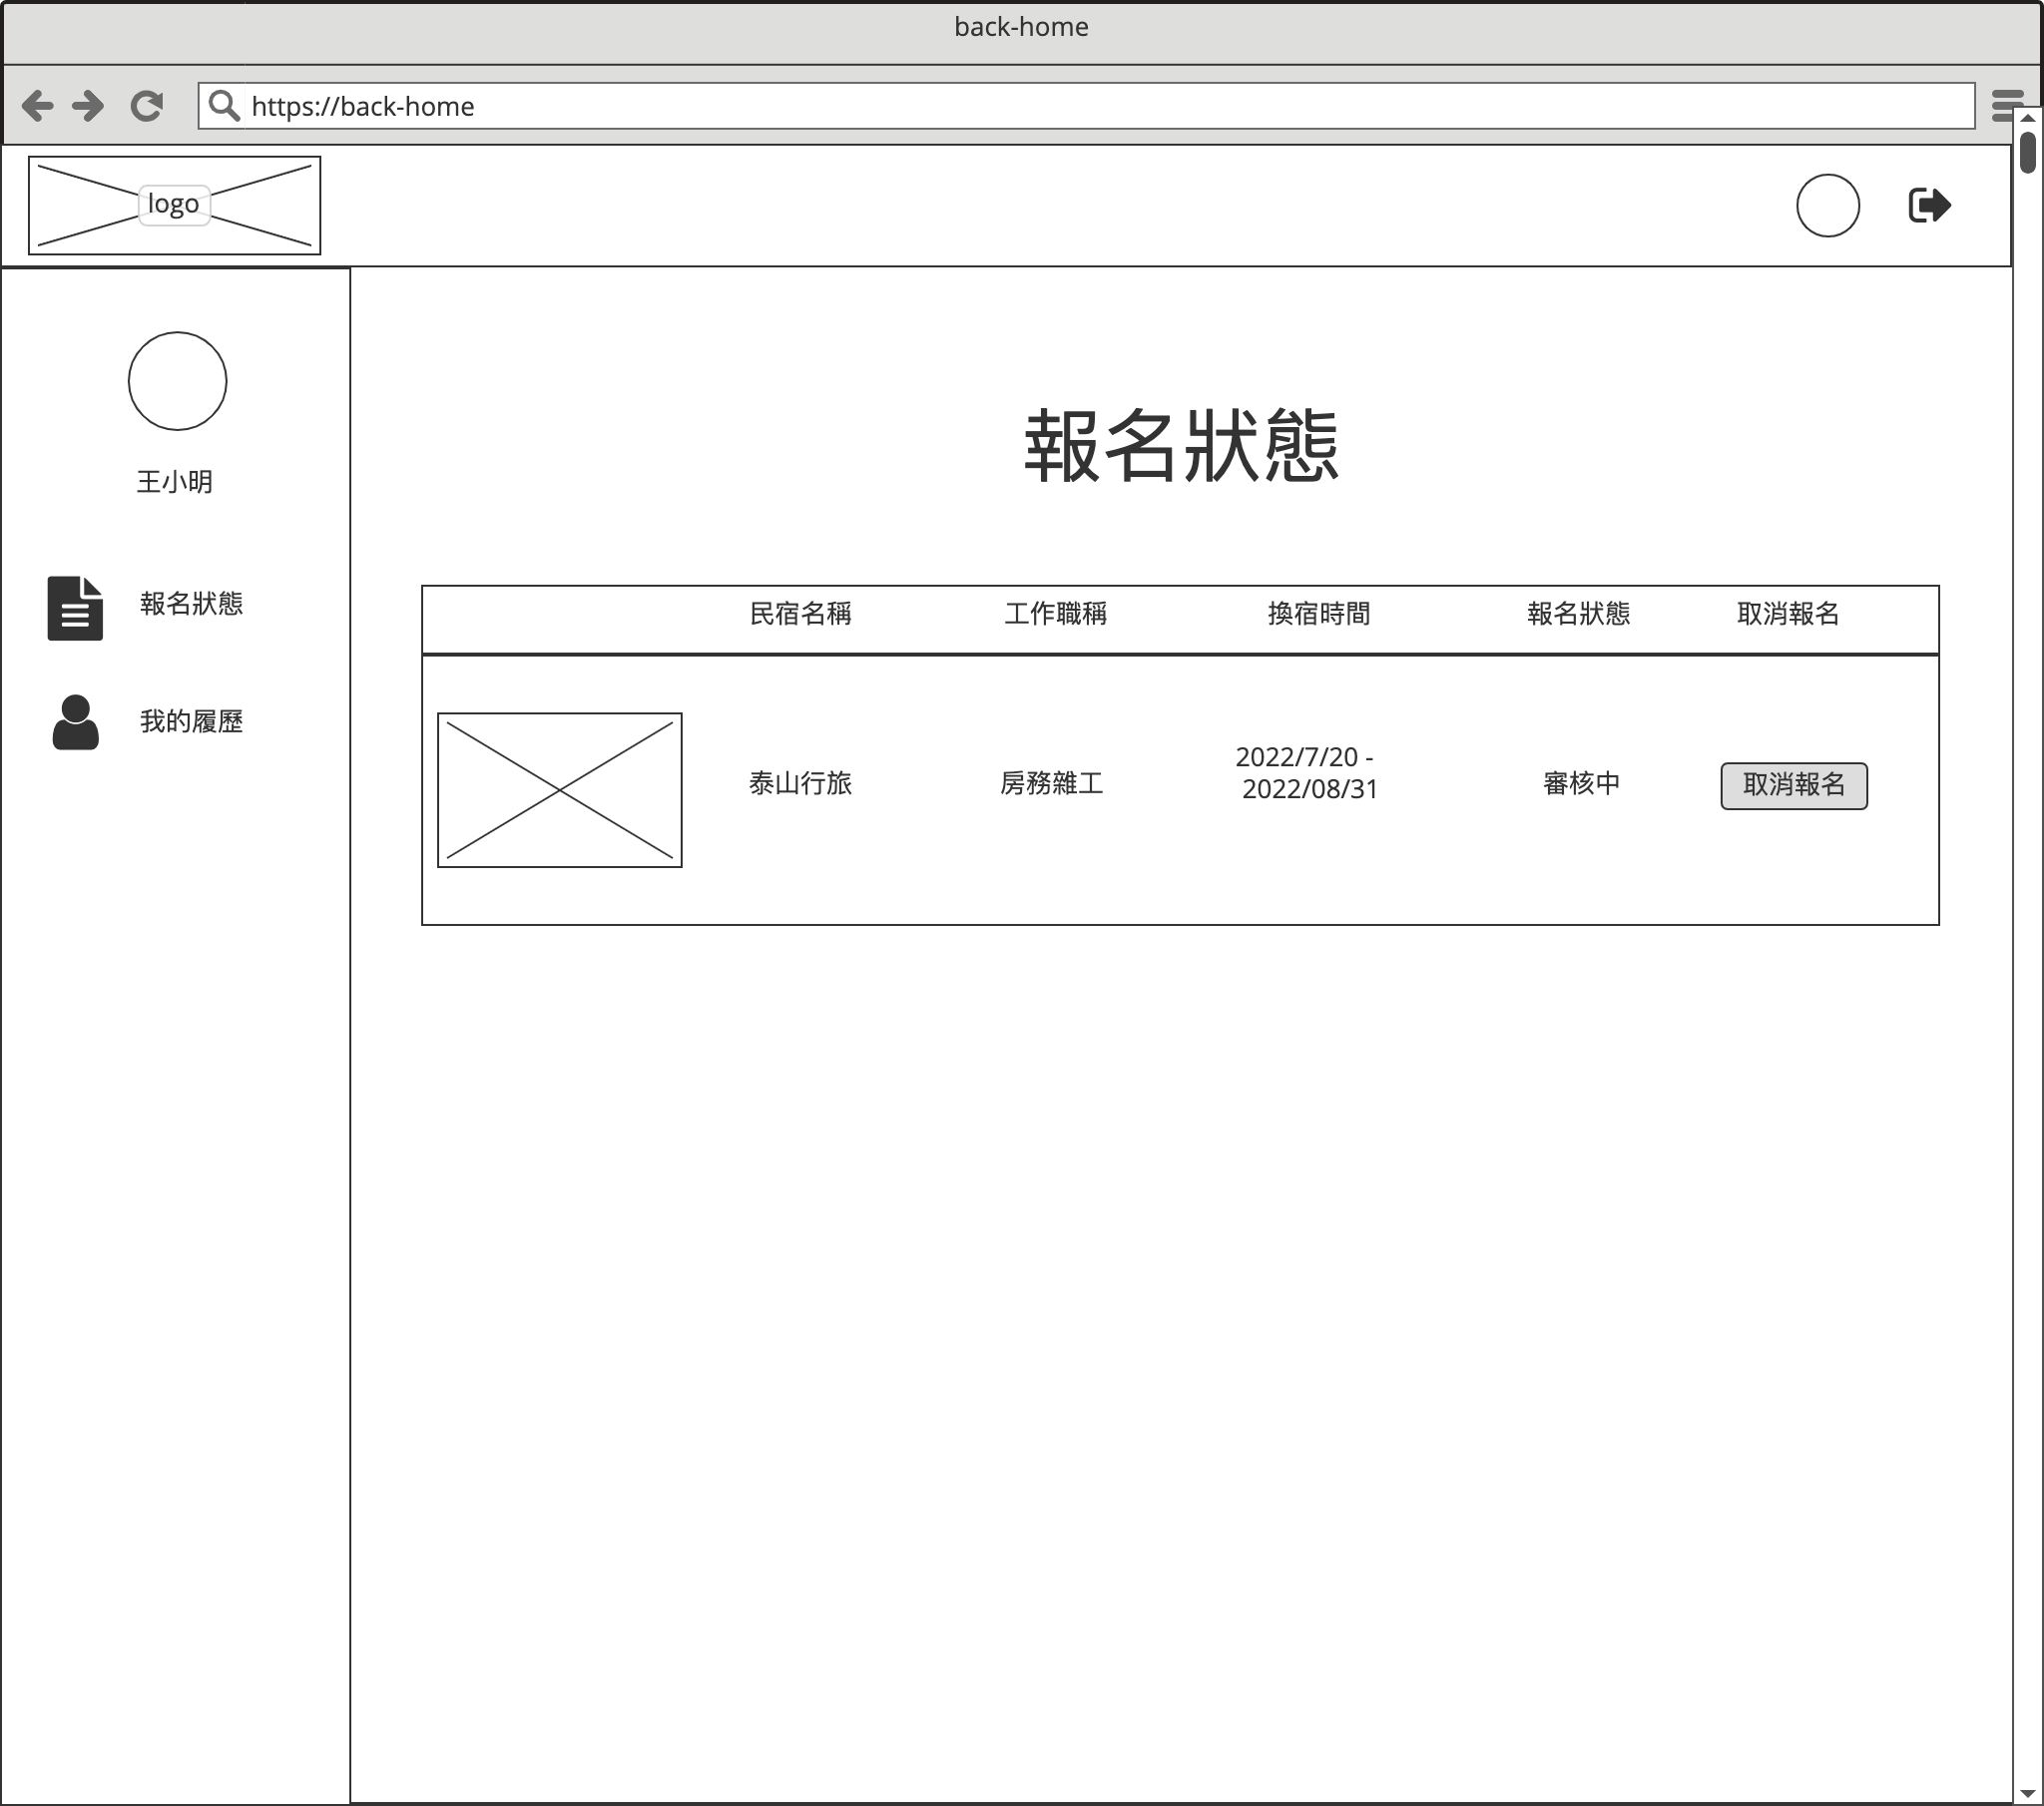 back-home
https://back-home
logo
王小明
報名狀態
我的履歷
報名狀態
民宿名稱 工作職稱 換宿時間 報名狀態 取消報名
泰山行旅 房務雜工 2022/7/20 -
2022/08/31 審核中 取消報名